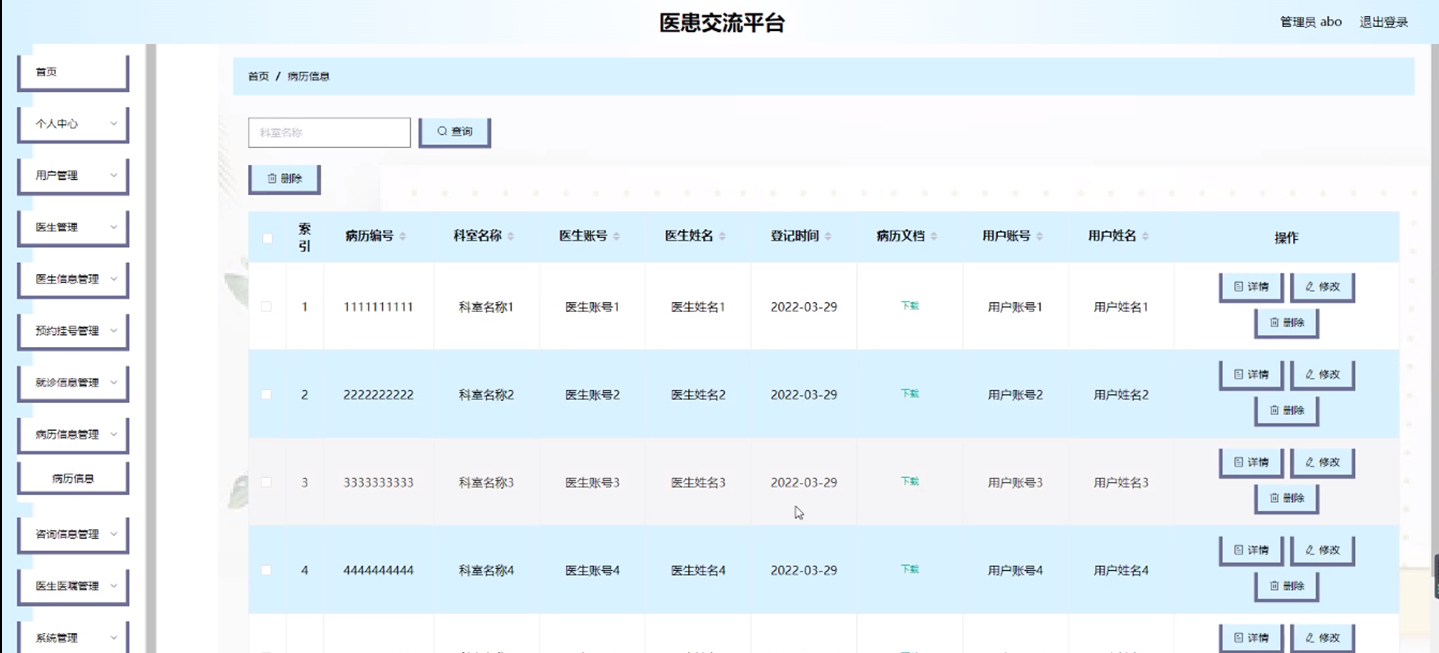 医患交流平台
管理员 abo 退出登录
首页
个人中心
用户管理
医生管理
医生信息管理
预约挂号管理
就诊信息管理
病历信息管理
病历信息
咨询信息管理
医生医嘱管理
系统管理
首页 / 病历信息
科室名称 查询
删除
索引 病历编号 科室名称 医生账号 医生姓名 登记时间 病历文档 用户账号 用户姓名 操作
1 1111111111 科室名称1 医生账号1 医生姓名1 2022-03-29 下载 用户账号1 用户姓名1 详情 修改
删除
2 2222222222 科室名称2 医生账号2 医生姓名2 2022-03-29 下载 用户账号2 用户姓名2 详情 修改
删除
3 3333333333 科室名称3 医生账号3 医生姓名3 2022-03-29 下载 用户账号3 用户姓名3 详情 修改
删除
4 4444444444 科室名称4 医生账号4 医生姓名4 2022-03-29 下载 用户账号4 用户姓名4 详情 修改
删除
详情 修改